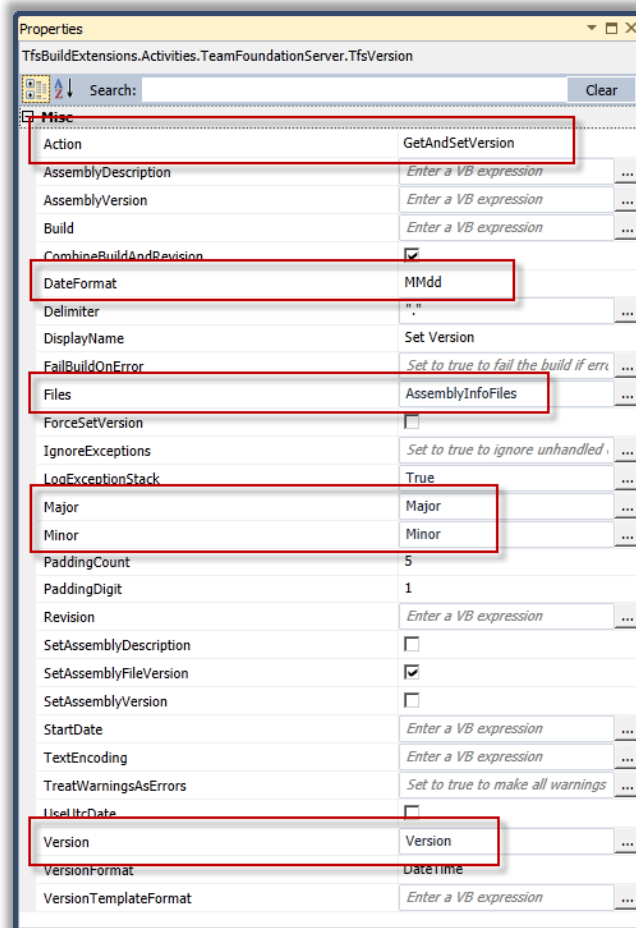 Properties
TfsBuildExtensions.Activities.TeamFoundationServer.TfsVersion
Search: Clear
Misc
Action GetAndSetVersion
AssemblyDescription Enter a VB expression ...
AssemblyVersion Enter a VB expression ...
Build Enter a VB expression ...
CombineBuildAndRevision
DateFormat MMdd
Delimiter "." ...
DisplayName Set Version
FailBuildOnError Set to true to fail the build if erro ...
Files AssemblyInfoFiles ...
ForceSetVersion
IgnoreExceptions Set to true to ignore unhandled ...
LogExceptionStack True ...
Major Major ...
Minor Minor ...
PaddingCount 5
PaddingDigit 1
Revision Enter a VB expression ...
SetAssemblyDescription
SetAssemblyFileVersion
SetAssemblyVersion
StartDate Enter a VB expression ...
TextEncoding Enter a VB expression ...
TreatWarningsAsErrors Set to true to make all warnings ...
UseUtcDate
Version Version ...
VersionFormat DateTime
VersionTemplateFormat Enter a VB expression ...